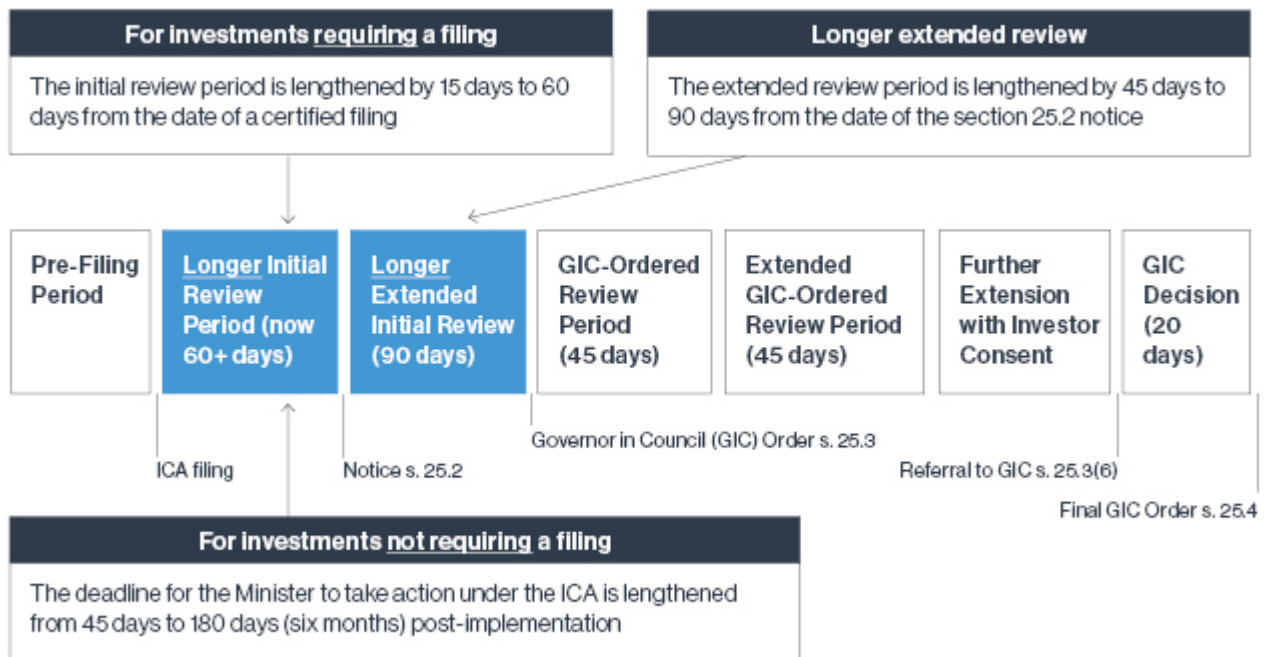 For investments requiring a filing
The initial review period is lengthened by 15 days to 60
days from the date of a certified filing
Longer extended review
The extended review period is lengthened by 45 days to
90 days from the date of the section 25.2 notice
Pre-Filing
Period
Longer Initial
Review
Period (now
60+ days)
Longer
Extended
Initial Review
(90 days)
GIC-Ordered
Review
Period
(45 days)
Extended
GIC-Ordered
Review Period
(45 days)
Further
Extension
with Investor
Consent
GIC
Decision
(20
days)
ICA filing
Notice s. 25.2
Governor in Council (GIC) Order s. 25.3
Referral to GIC s. 25.3(6)
Final GIC Order s. 25.4
For investments not requiring a filing
The deadline for the Minister to take action under the ICA is lengthened
from 45 days to 180 days (six months) post-implementation